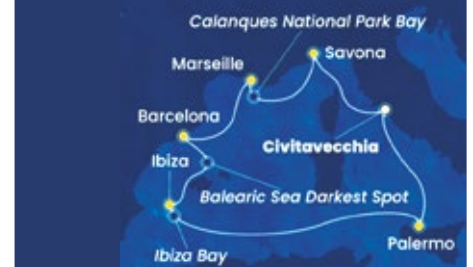 Calanques National Park Bay
Savona
Marseille
Barcelona
Civitavecchia
Ibiza
Balearic Sea Darkest Spot
Palermo
Ibiza Bay